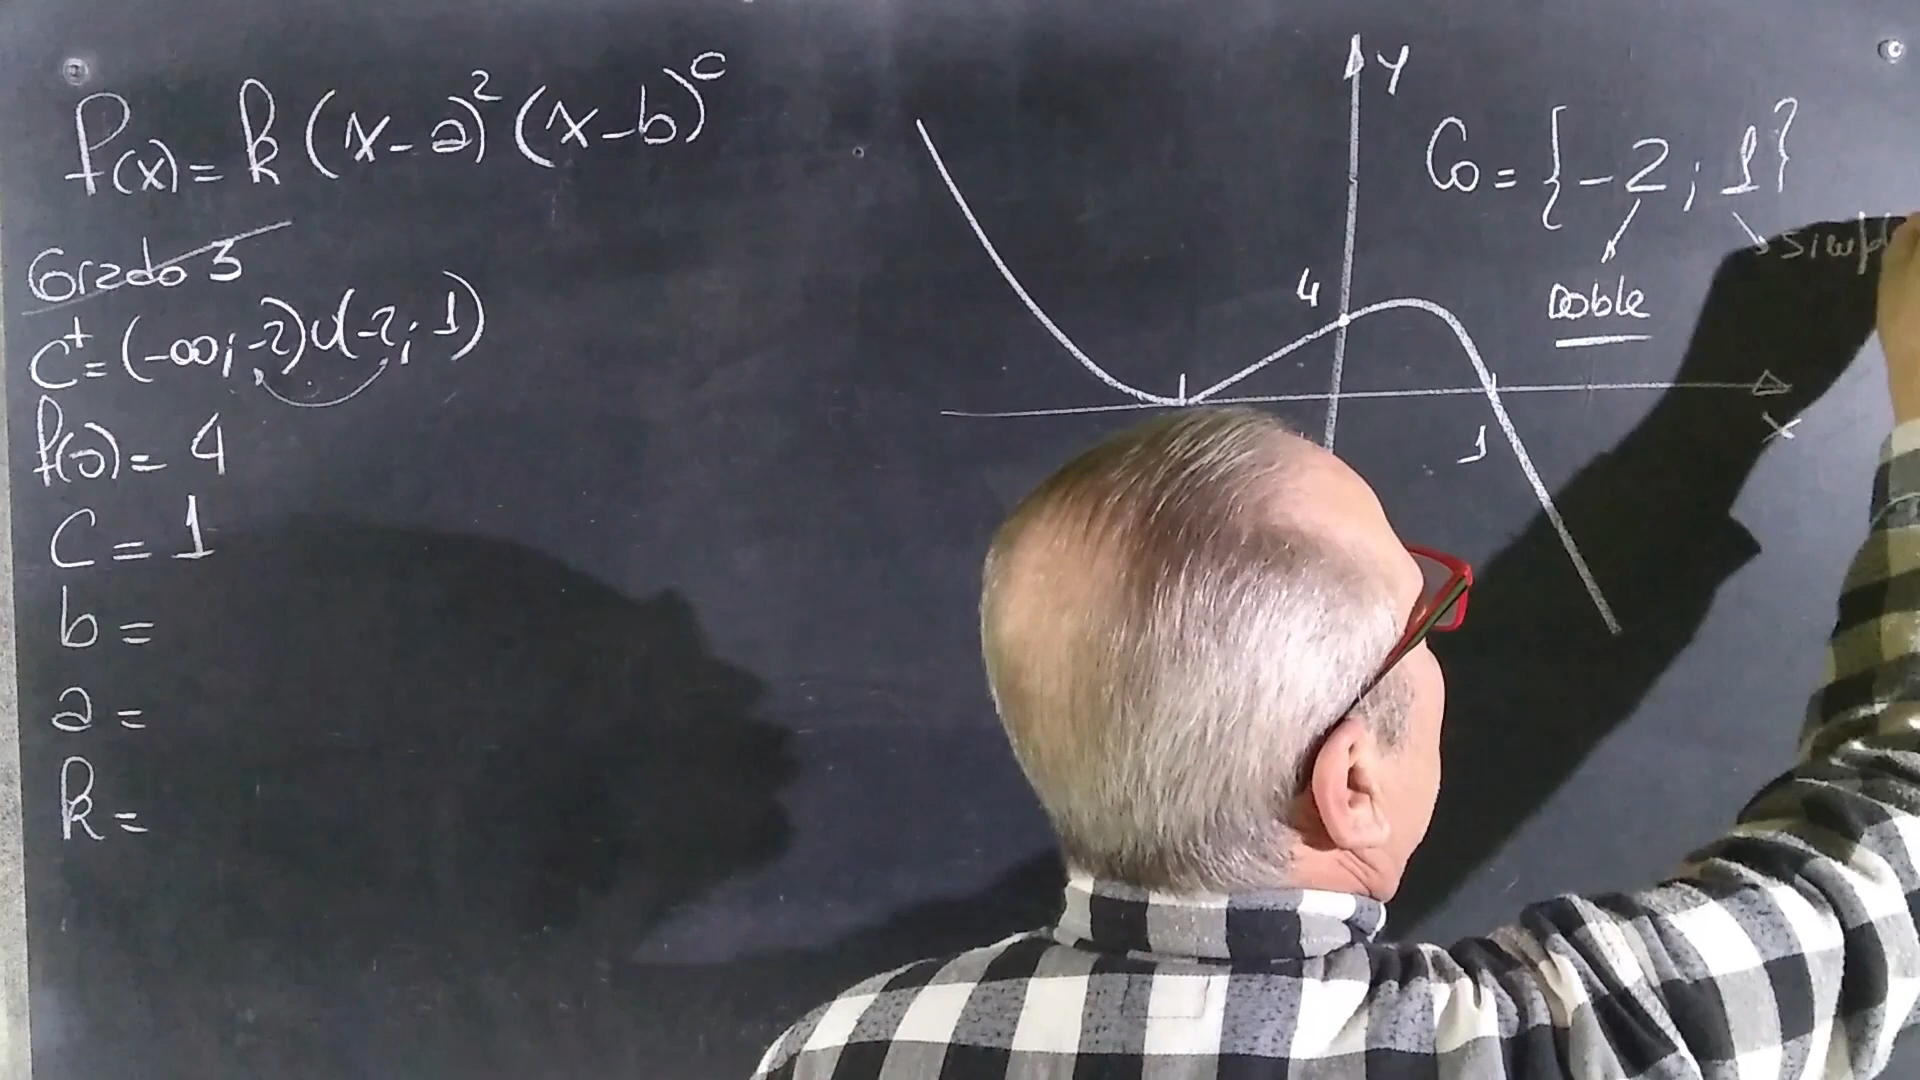 f(x) = k (x - a)² (x - b)ᶜ
Grado 3
C⁺ = (-∞; -2) ∪ (-2; 1)
f(0) = 4
C = 1
b =
a =
k =
y
4
1
x
C₀ = {-2; 1}
Doble